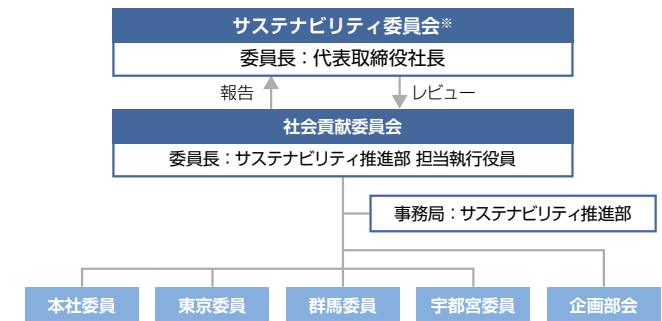 サステナビリティ委員会※
委員長：代表取締役社長
報告
レビュー
社会貢献委員会
委員長：サステナビリティ推進部 担当執行役員
事務局：サステナビリティ推進部
本社委員
東京委員
群馬委員
宇都宮委員
企画部会